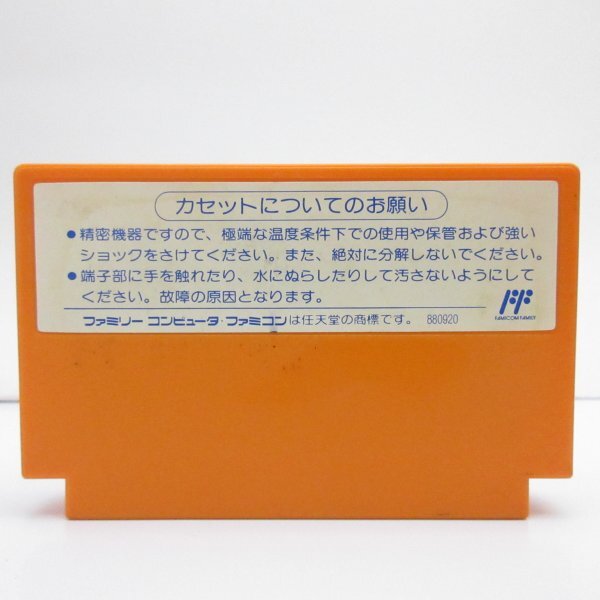 カセットについてのお願い
●精密機器ですので、極端な温度条件下での使用や保管および強い
ショックをさけてください。また、絶対に分解しないでください。
●端子部に手を触れたり、水にぬらしたりして汚さないようにして
ください。故障の原因となります。
ファミリー コンピュータ・ファミコンは任天堂の商標です。 880920
FAMICOM FAMILY